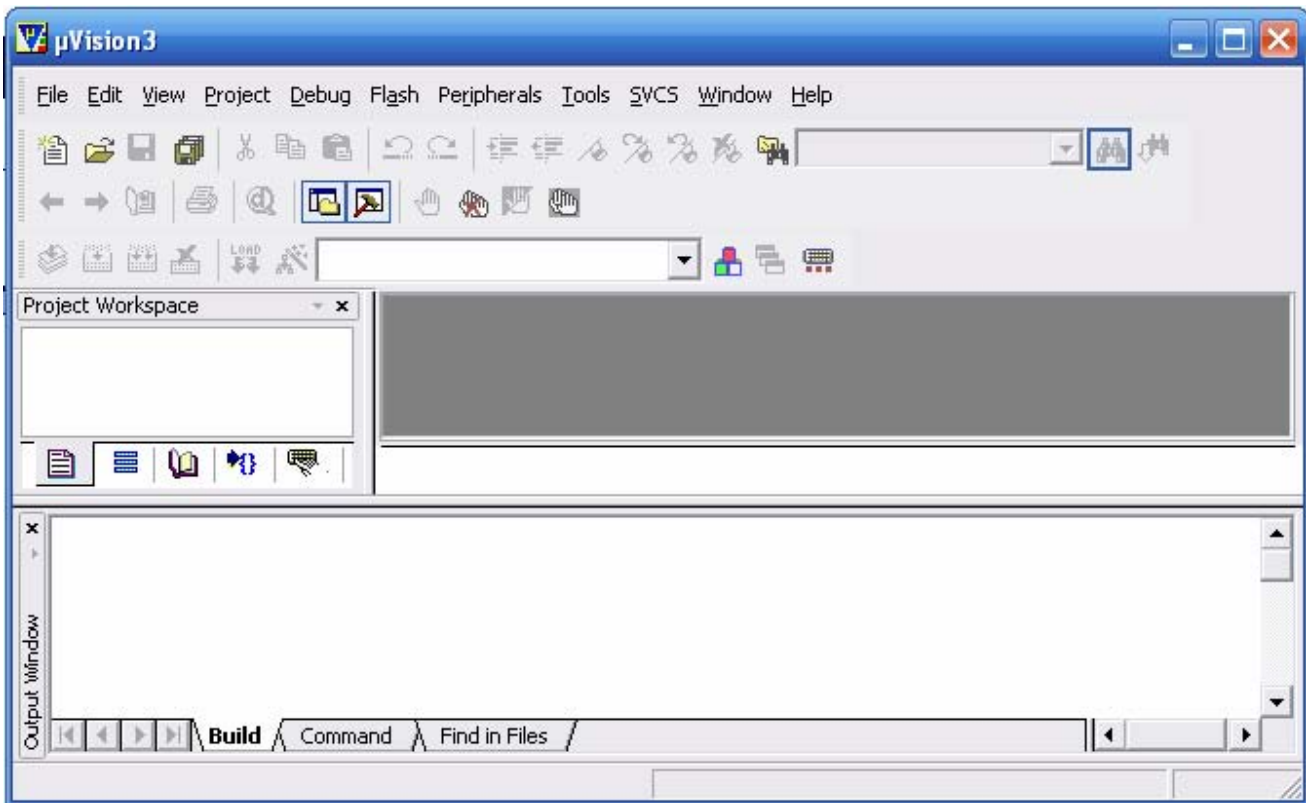 µVision3
File Edit View Project Debug Flash Peripherals Tools SVCS Window Help
LOAD
Project Workspace
Output Window
Build Command Find in Files